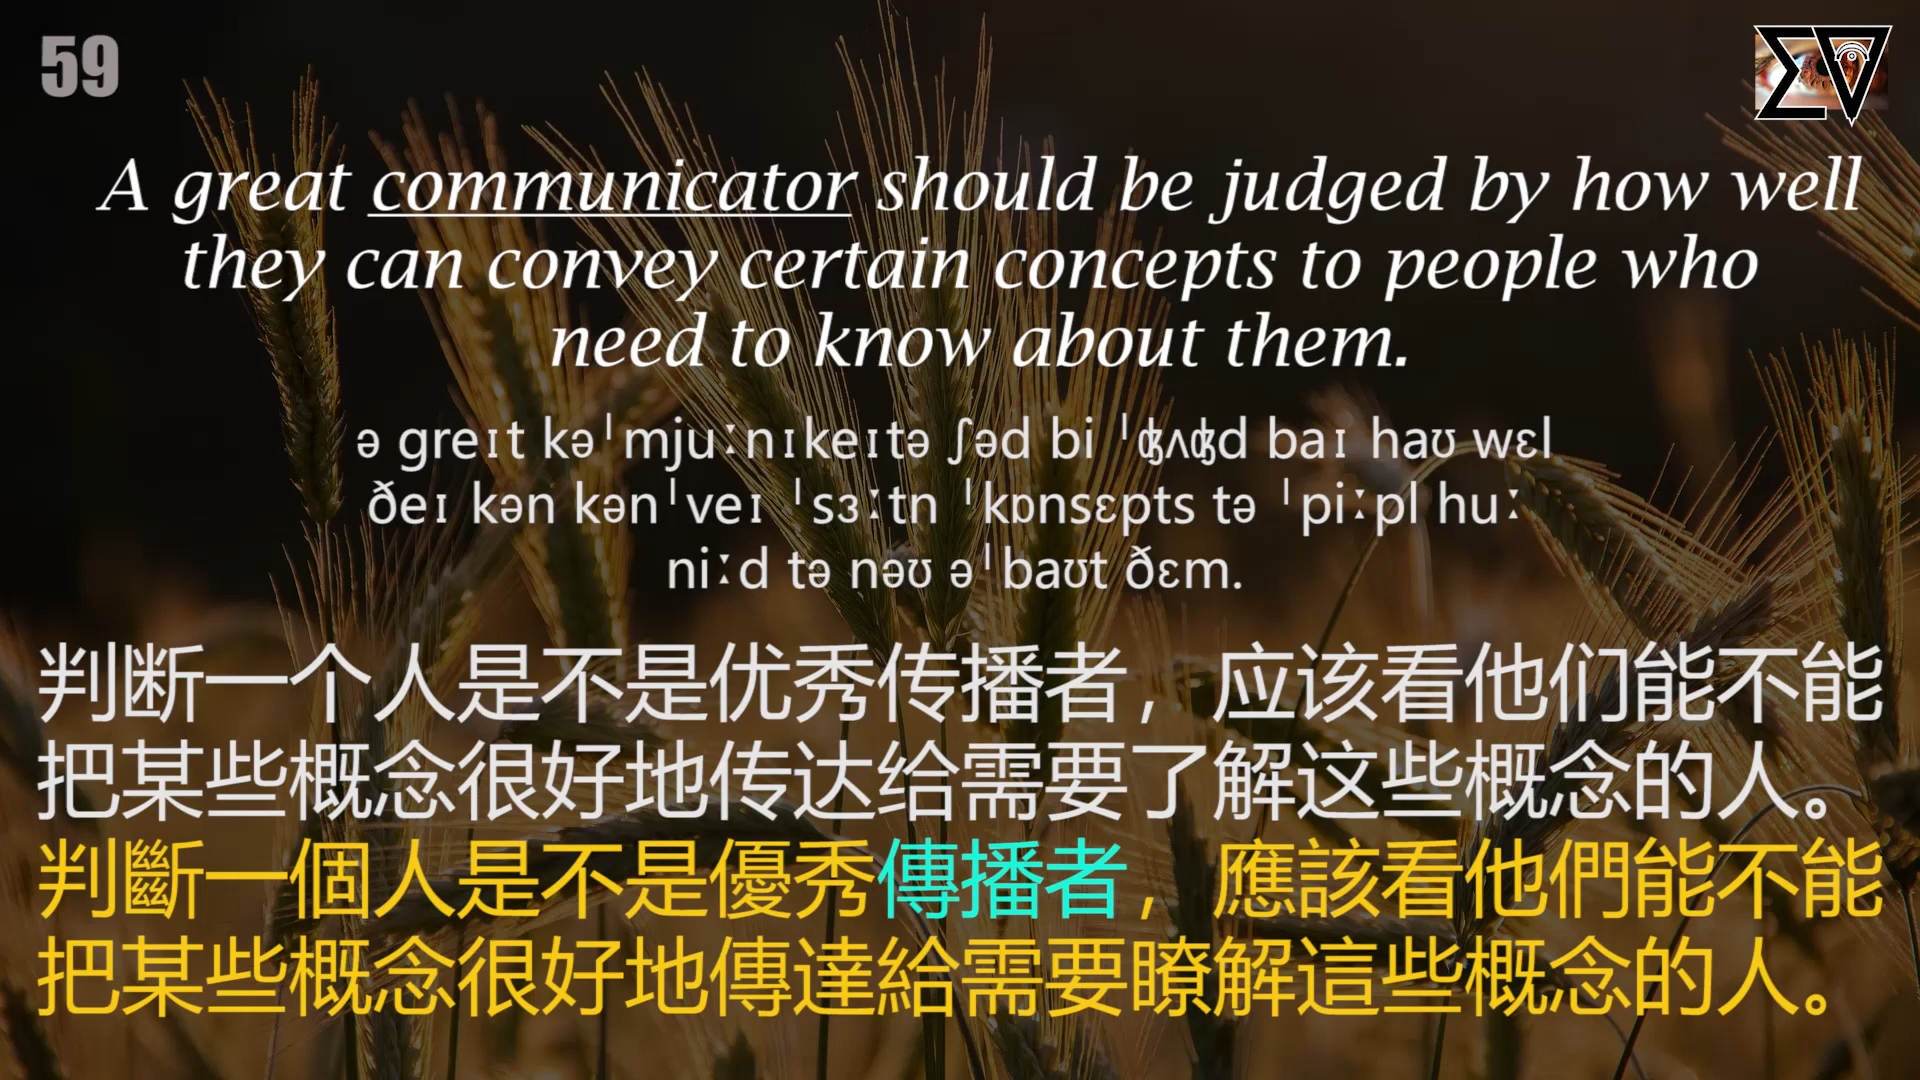 59
A great communicator should be judged by how well
they can convey certain concepts to people who
need to know about them.
ə greɪt kəˈmjuːnɪkeɪtə ʃəd bi ˈʤʌʤd baɪ haʊ wɛl
ðeɪ kən kənˈveɪ ˈsɜːtn ˈkɒnsɛpts tə ˈpiːpl huː
niːd tə nəʊ əˈbaʊt ðɛm.
判断一个人是不是优秀传播者，应该看他们能不能
把某些概念很好地传达给需要了解这些概念的人。
判斷一個人是不是優秀傳播者，應該看他們能不能
把某些概念很好地傳達給需要瞭解這些概念的人。